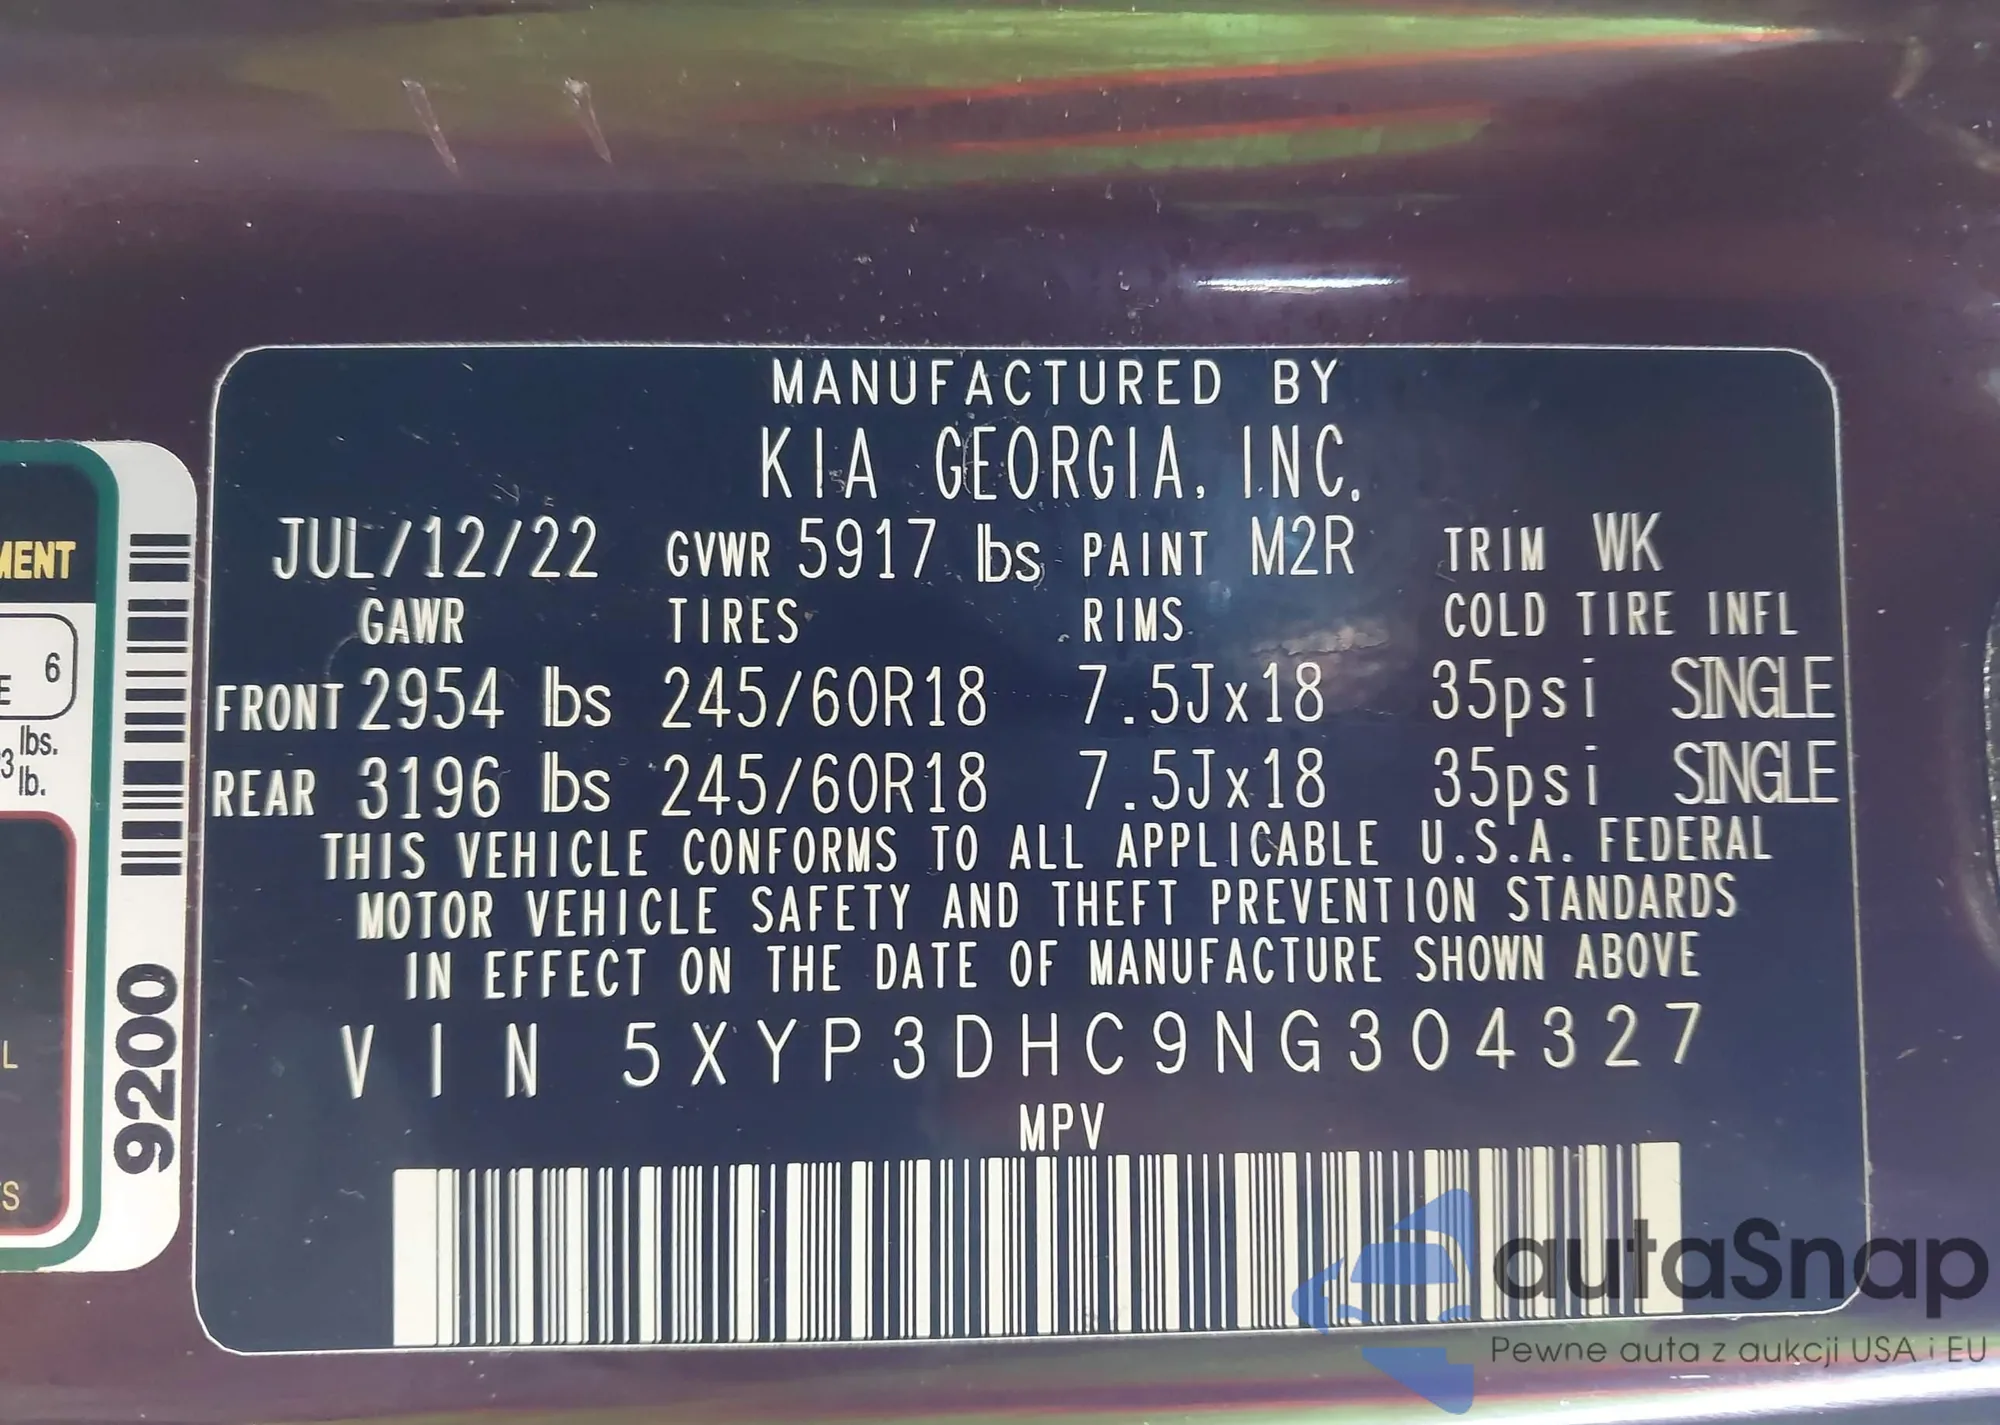 MANUFACTURED BY
KIA GEORGIA, INC.
JUL/12/22 GVWR 5917 lbs PAINT M2R TRIM WK
GAWR TIRES RIMS COLD TIRE INFL
FRONT 2954 lbs 245/60R18 7.5Jx18 35psi SINGLE
REAR 3196 lbs 245/60R18 7.5Jx18 35psi SINGLE
THIS VEHICLE CONFORMS TO ALL APPLICABLE U.S.A. FEDERAL
MOTOR VEHICLE SAFETY AND THEFT PREVENTION STANDARDS
IN EFFECT ON THE DATE OF MANUFACTURE SHOWN ABOVE
VIN 5XYP3DHC9NG304327
MPV
6
lbs.
lb.
9200
autaSnap
Pewne auta z aukcji USA i EU